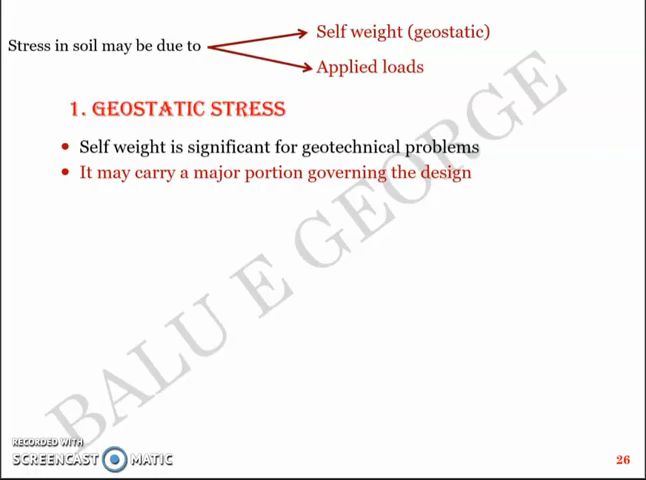 Self weight (geostatic)
Stress in soil may be due to
Applied loads
1. GEOSTATIC STRESS
• Self weight is significant for geotechnical problems
• It may carry a major portion governing the design
BALU E GEORGE
RECORDED WITH
SCREENCAST MATIC
26